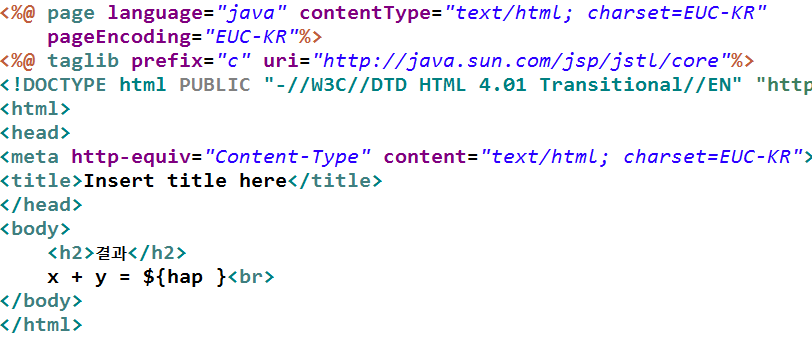 <%@ page language="java" contentType="text/html; charset=EUC-KR"
    pageEncoding="EUC-KR"%>
<%@ taglib prefix="c" uri="http://java.sun.com/jsp/jstl/core"%>
<!DOCTYPE html PUBLIC "-//W3C//DTD HTML 4.01 Transitional//EN" "http
<html>
<head>
<meta http-equiv="Content-Type" content="text/html; charset=EUC-KR">
<title>Insert title here</title>
</head>
<body>
    <h2>결과</h2>
    x + y = ${hap }<br>
</body>
</html>